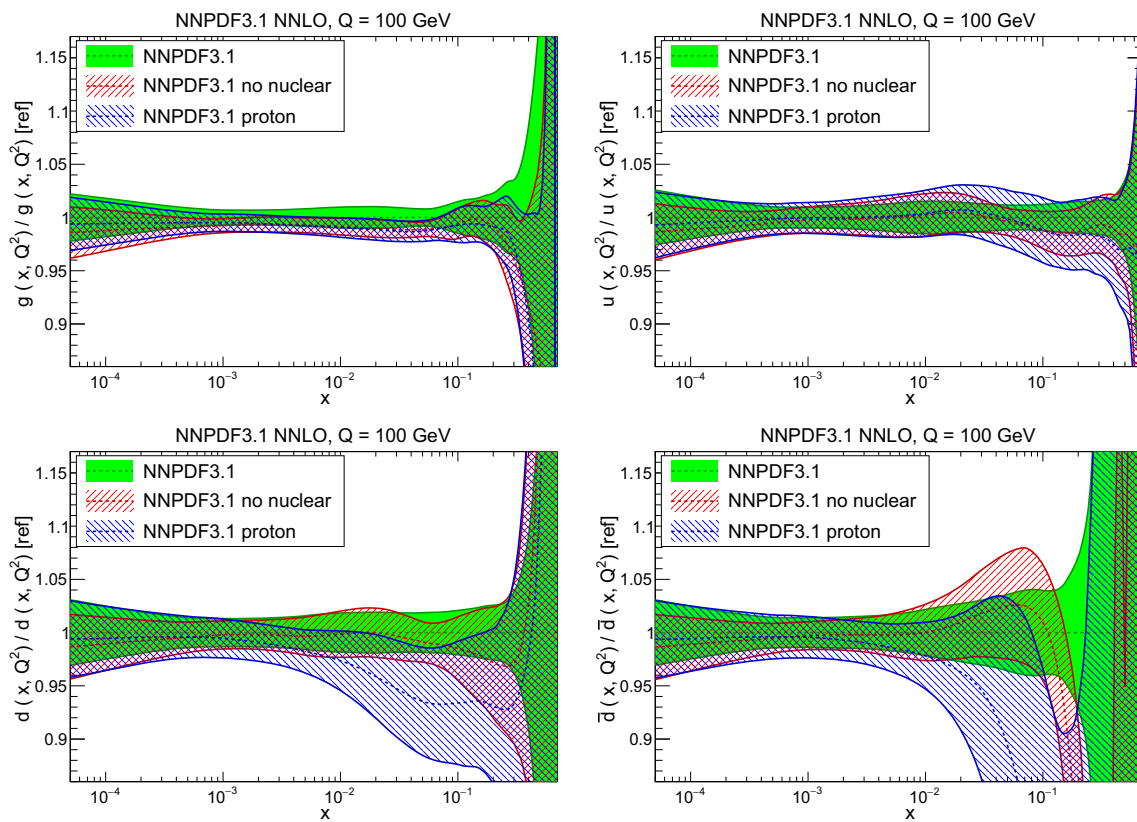 NNPDF3.1 NNLO, Q = 100 GeV
NNPDF3.1
NNPDF3.1 no nuclear
NNPDF3.1 proton
g ( x, Q²) / g ( x, Q²) [ref]
1.15
1.1
1.05
1
0.95
0.9
10⁻⁴ 10⁻³ 10⁻² 10⁻¹
x
NNPDF3.1 NNLO, Q = 100 GeV
NNPDF3.1
NNPDF3.1 no nuclear
NNPDF3.1 proton
u ( x, Q²) / u ( x, Q²) [ref]
1.15
1.1
1.05
1
0.95
0.9
10⁻⁴ 10⁻³ 10⁻² 10⁻¹
x
NNPDF3.1 NNLO, Q = 100 GeV
NNPDF3.1
NNPDF3.1 no nuclear
NNPDF3.1 proton
d ( x, Q²) / d ( x, Q²) [ref]
1.15
1.1
1.05
1
0.95
0.9
10⁻⁴ 10⁻³ 10⁻² 10⁻¹
x
NNPDF3.1 NNLO, Q = 100 GeV
NNPDF3.1
NNPDF3.1 no nuclear
NNPDF3.1 proton
d̅ ( x, Q²) / d̅ ( x, Q²) [ref]
1.15
1.1
1.05
1
0.95
0.9
10⁻⁴ 10⁻³ 10⁻² 10⁻¹
x